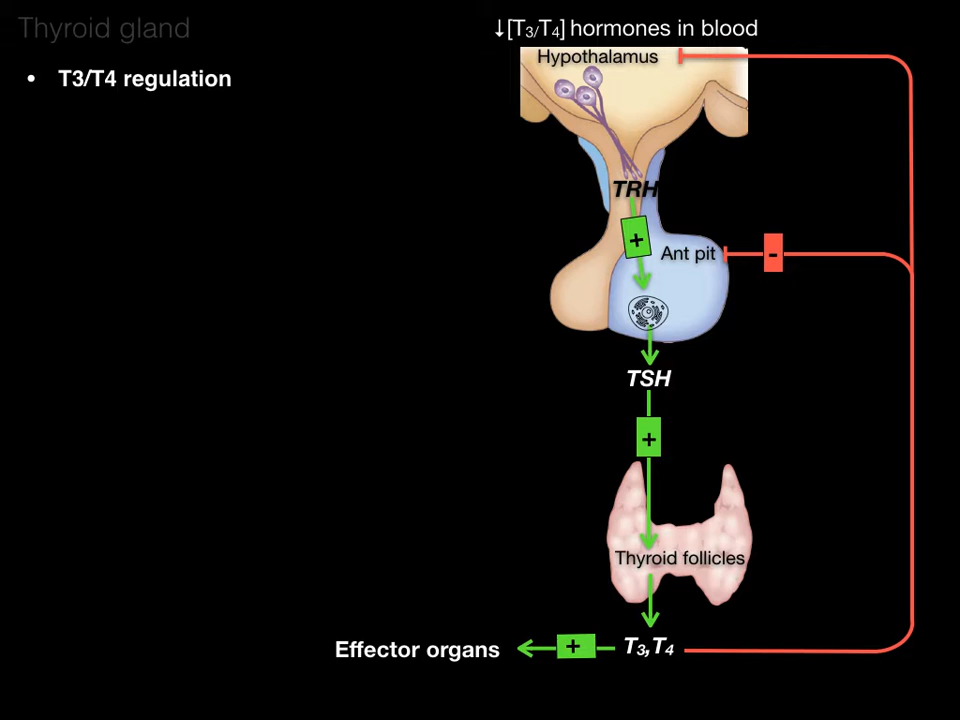 Thyroid gland
↓[T3/T4] hormones in blood
• T3/T4 regulation
Hypothalamus
TRH
+
Ant pit
-
TSH
+
Thyroid follicles
Effector organs
+
T3,T4